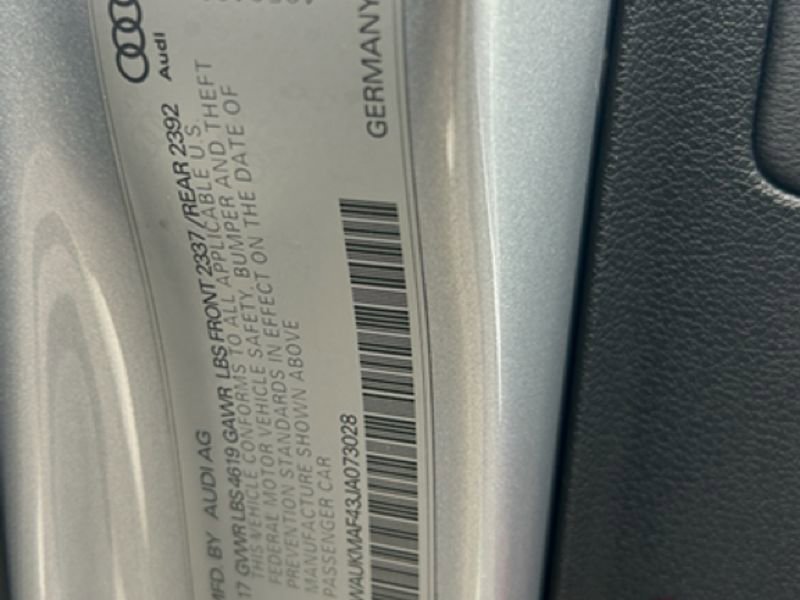 Audi
MFD. BY AUDI AG
17 GVWR LBS 4619 GAWR LBS FRONT 2337/REAR 2392
THIS VEHICLE CONFORMS TO ALL APPLICABLE U.S.
FEDERAL MOTOR VEHICLE SAFETY, BUMPER AND THEFT
PREVENTION STANDARDS IN EFFECT ON THE DATE OF
MANUFACTURE SHOWN ABOVE
PASSENGER CAR
WAUKMAF43JA073028
GERMANY